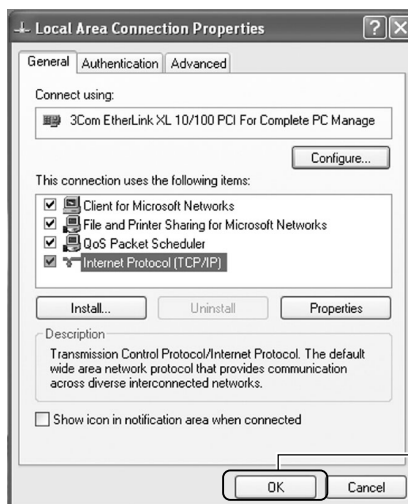 Local Area Connection Properties
General Authentication Advanced
Connect using:
3Com EtherLink XL 10/100 PCI For Complete PC Manage
Configure...
This connection uses the following items:
Client for Microsoft Networks
File and Printer Sharing for Microsoft Networks
QoS Packet Scheduler
Internet Protocol (TCP/IP)
Install... Uninstall Properties
Description
Transmission Control Protocol/Internet Protocol. The default
wide area network protocol that provides communication
across diverse interconnected networks.
Show icon in notification area when connected
OK Cancel